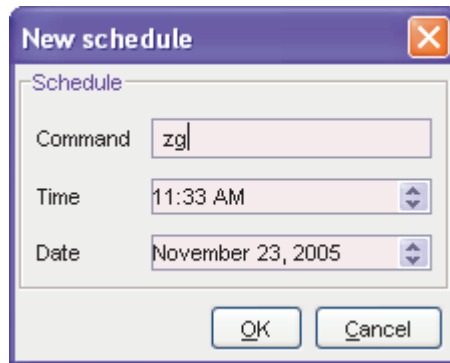 New schedule
Schedule
Command zg
Time 11:33 AM
Date November 23, 2005
OK Cancel